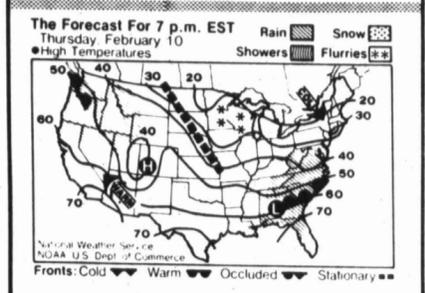 The Forecast For 7 p.m. EST
Thursday, February 10
●High Temperatures
Rain Snow
Showers Flurries
50 40 30 20
20
30
60
40
40
50
H
WARM
60
L
70
70
70
National Weather Service
NOAA U.S. Dept. of Commerce
Fronts: Cold Warm Occluded Stationary